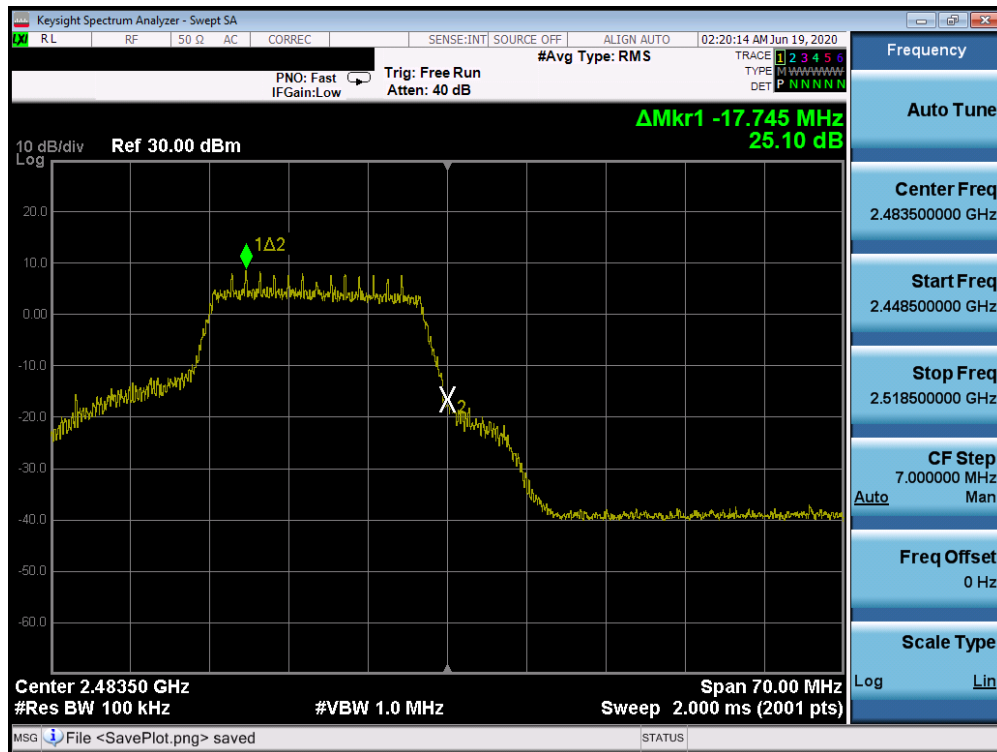 Keysight Spectrum Analyzer - Swept SA
LXI RL RF 50 Ω AC CORREC SENSE:INT SOURCE OFF ALIGN AUTO 02:20:14 AM Jun 19, 2020
#Avg Type: RMS
TRACE 1 2 3 4 5 6
TYPE M WWWWW
DET P N N N N N
PNO: Fast
IFGain:Low
Trig: Free Run
Atten: 40 dB
ΔMkr1 -17.745 MHz
25.10 dB
10 dB/div Ref 30.00 dBm
Log
20.0
10.0
0.00
-10.0
-20.0
-30.0
-40.0
-50.0
-60.0
1Δ2
2
Center 2.48350 GHz Span 70.00 MHz
#Res BW 100 kHz #VBW 1.0 MHz Sweep 2.000 ms (2001 pts)
MSG File <SavePlot.png> saved STATUS
Frequency
Auto Tune
Center Freq
2.483500000 GHz
Start Freq
2.448500000 GHz
Stop Freq
2.518500000 GHz
CF Step
7.000000 MHz
Auto Man
Freq Offset
0 Hz
Scale Type
Log Lin